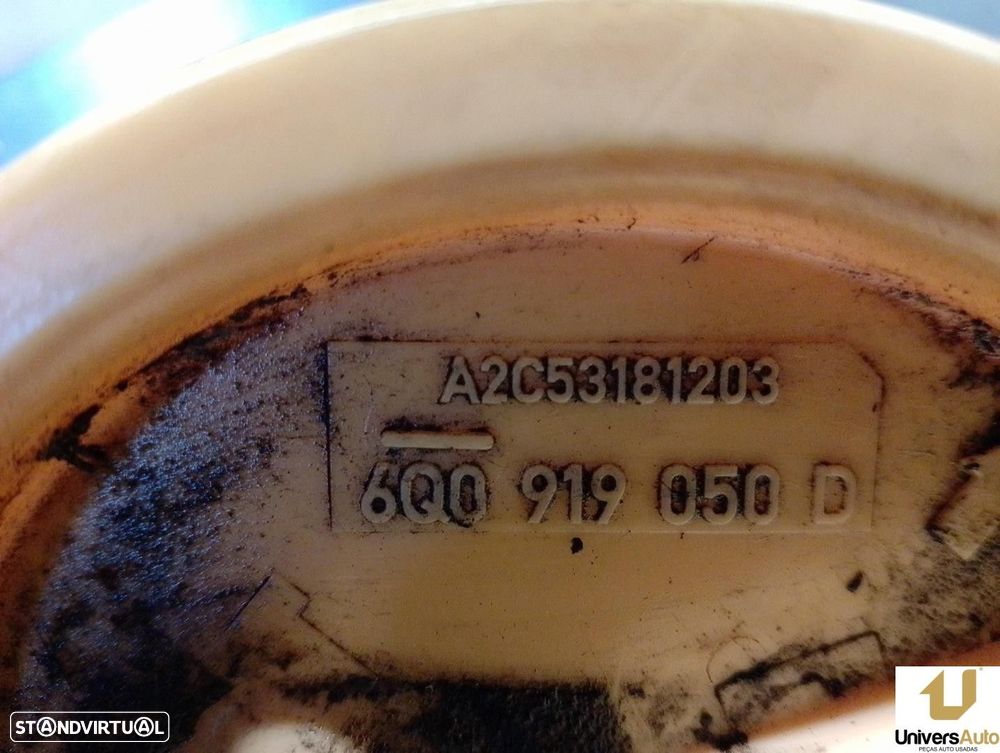 A2C53181203
6Q0 919 050 D
STANDVIRTUAL
UniversAuto
PEÇAS AUTO USADAS